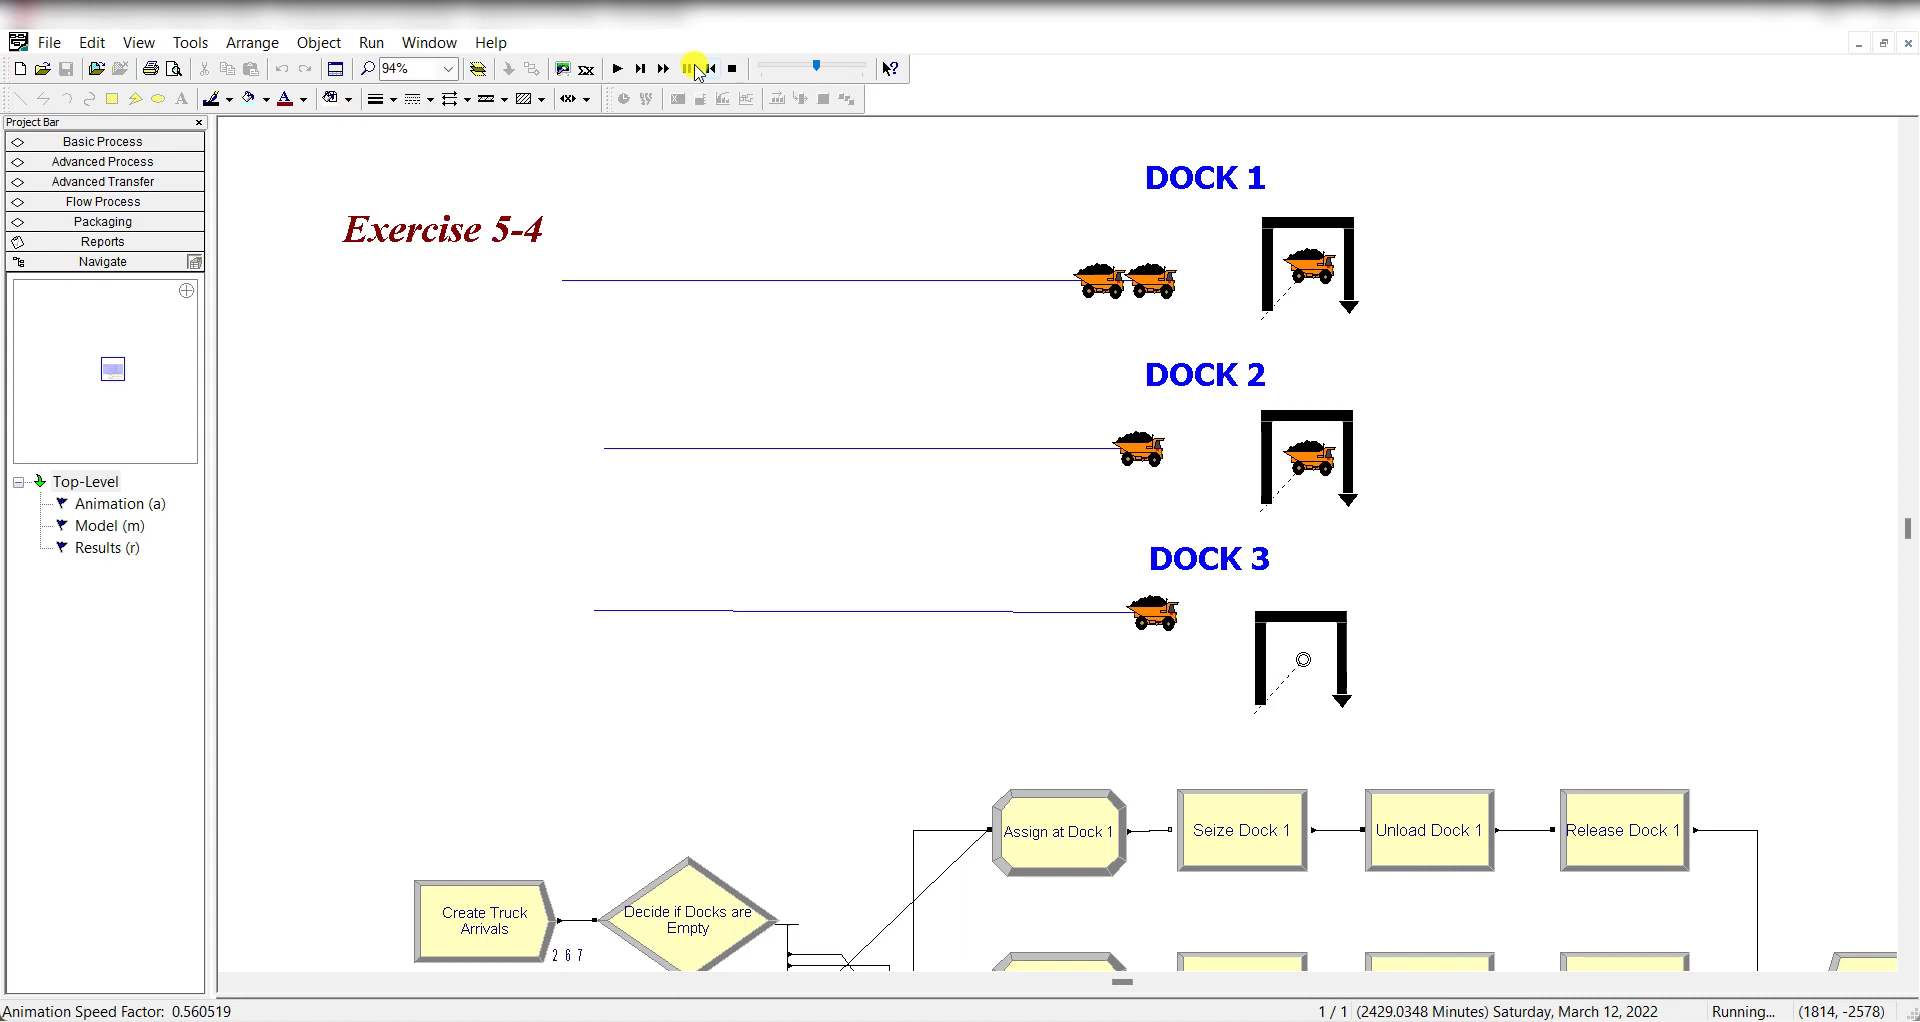 File Edit View Tools Arrange Object Run Window Help
94%
Project Bar
Basic Process
Advanced Process
Advanced Transfer
Flow Process
Packaging
Reports
Navigate
Top-Level
Animation (a)
Model (m)
Results (r)
Exercise 5-4
DOCK 1
DOCK 2
DOCK 3
Assign at Dock 1
Seize Dock 1
Unload Dock 1
Release Dock 1
Create Truck
Arrivals
267
Decide if Docks are
Empty
Animation Speed Factor: 0.560519
1 / 1 (2429.0348 Minutes) Saturday, March 12, 2022
Running...
(1814, -2578)